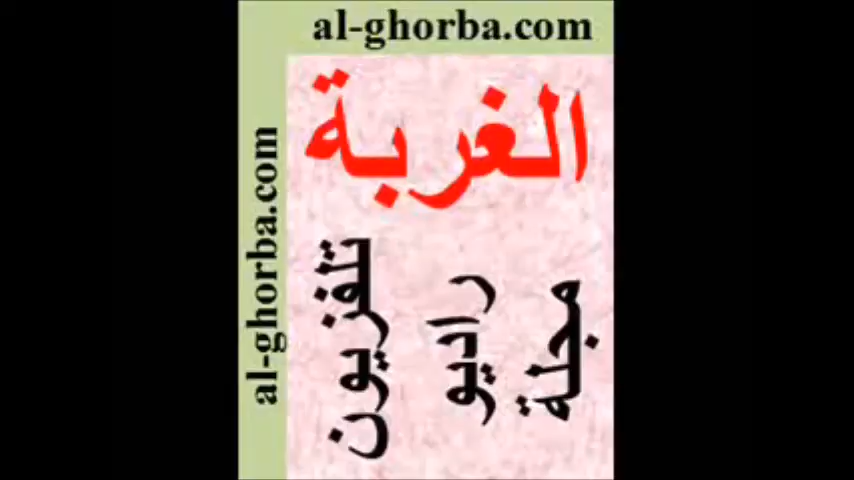 al-ghorba.com
al-ghorba.com
الغربة
مجلة
راديو
تلفزيون